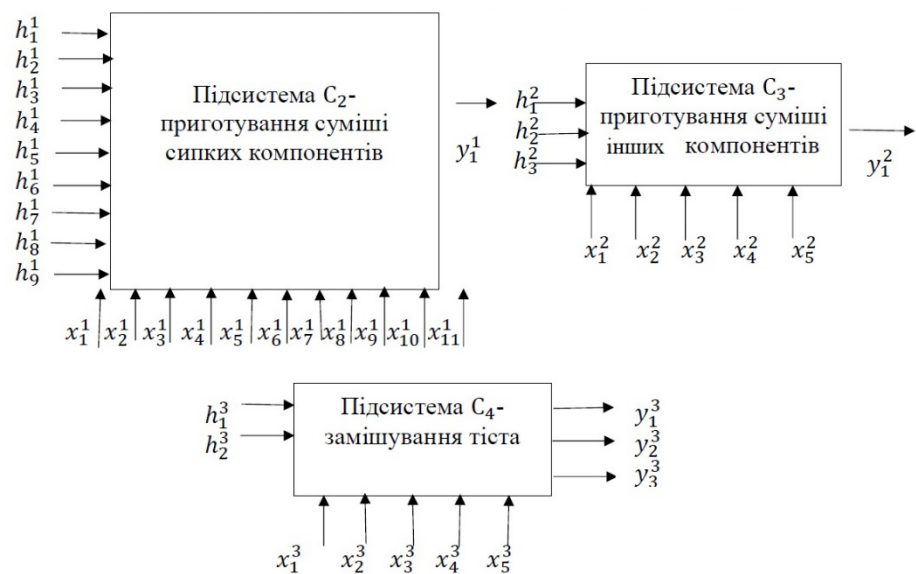 h_1^1
h_2^1
h_3^1
h_4^1
h_5^1
h_6^1
h_7^1
h_8^1
h_9^1
Підсистема C₂-
приготування суміші
сипких компонентів
y_1^1
x_1^1 x_2^1 x_3^1 x_4^1 x_5^1 x_6^1 x_7^1 x_8^1 x_9^1 x_10^1 x_11^1
h_1^2
h_2^2
h_3^2
Підсистема C₃-
приготування суміші
інших компонентів
y_1^2
x_1^2 x_2^2 x_3^2 x_4^2 x_5^2
h_1^3
h_2^3
Підсистема C₄-
замішування тіста
y_1^3
y_2^3
y_3^3
x_1^3 x_2^3 x_3^3 x_4^3 x_5^3